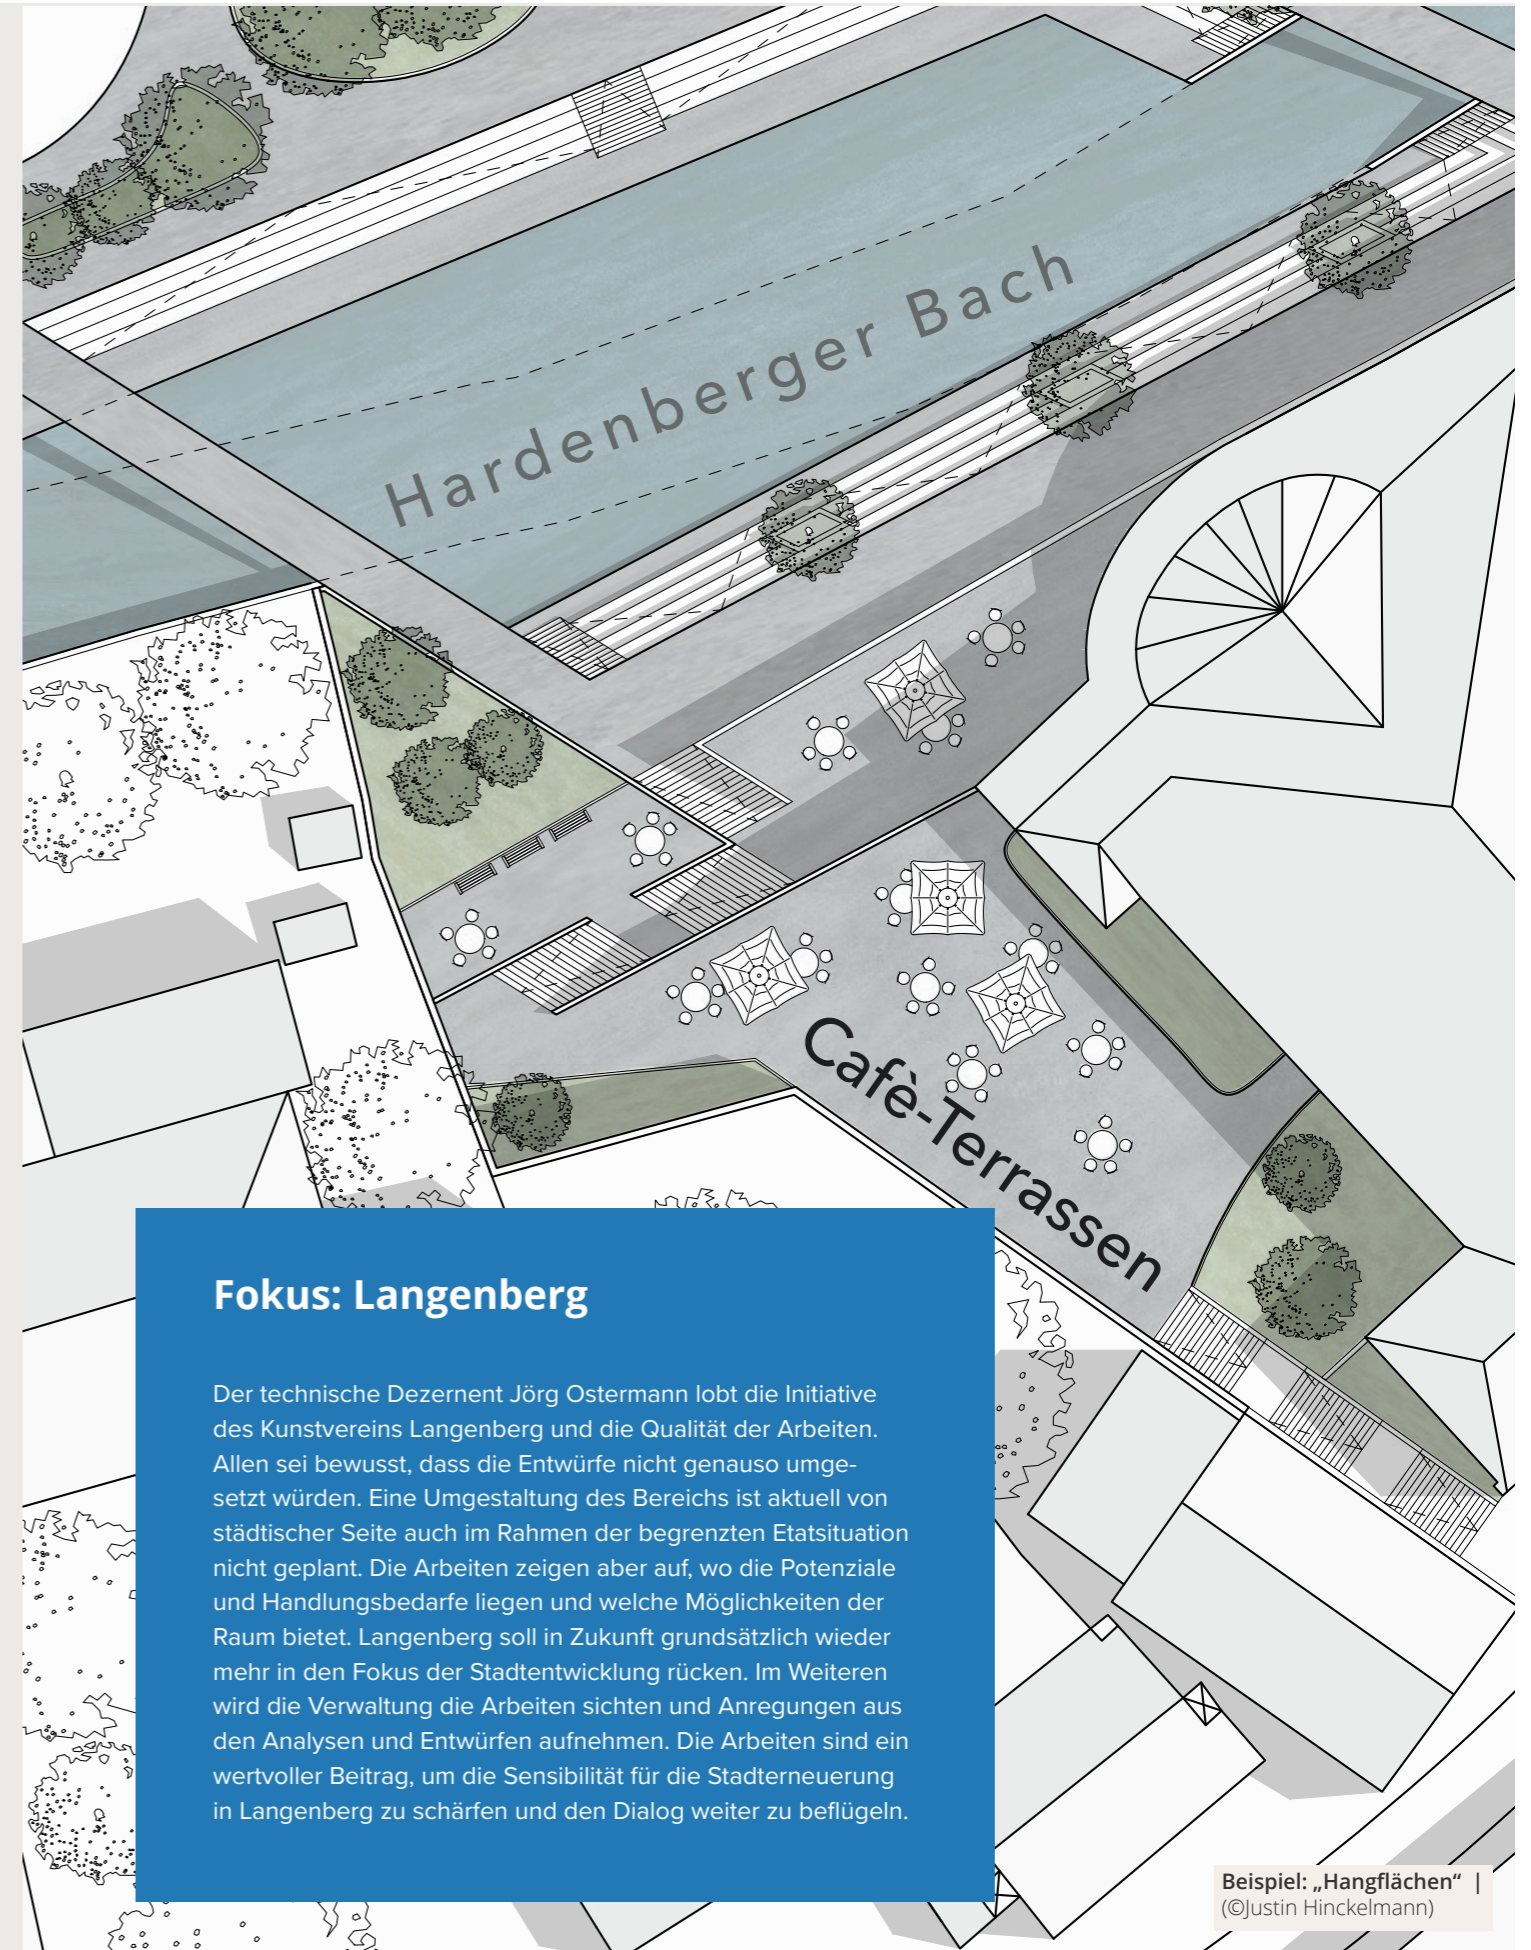 Hardenberger Bach
Cafè-Terrassen
Fokus: Langenberg
Der technische Dezernent Jörg Ostermann lobt die Initiative
des Kunstvereins Langenberg und die Qualität der Arbeiten.
Allen sei bewusst, dass die Entwürfe nicht genauso umge-
setzt würden. Eine Umgestaltung des Bereichs ist aktuell von
städtischer Seite auch im Rahmen der begrenzten Etatsituation
nicht geplant. Die Arbeiten zeigen aber auf, wo die Potenziale
und Handlungsbedarfe liegen und welche Möglichkeiten der
Raum bietet. Langenberg soll in Zukunft grundsätzlich wieder
mehr in den Fokus der Stadtentwicklung rücken. Im Weiteren
wird die Verwaltung die Arbeiten sichten und Anregungen aus
den Analysen und Entwürfen aufnehmen. Die Arbeiten sind ein
wertvoller Beitrag, um die Sensibilität für die Stadterneuerung
in Langenberg zu schärfen und den Dialog weiter zu beflügeln.
Beispiel: „Hangflächen“ |
(©Justin Hinckelmann)